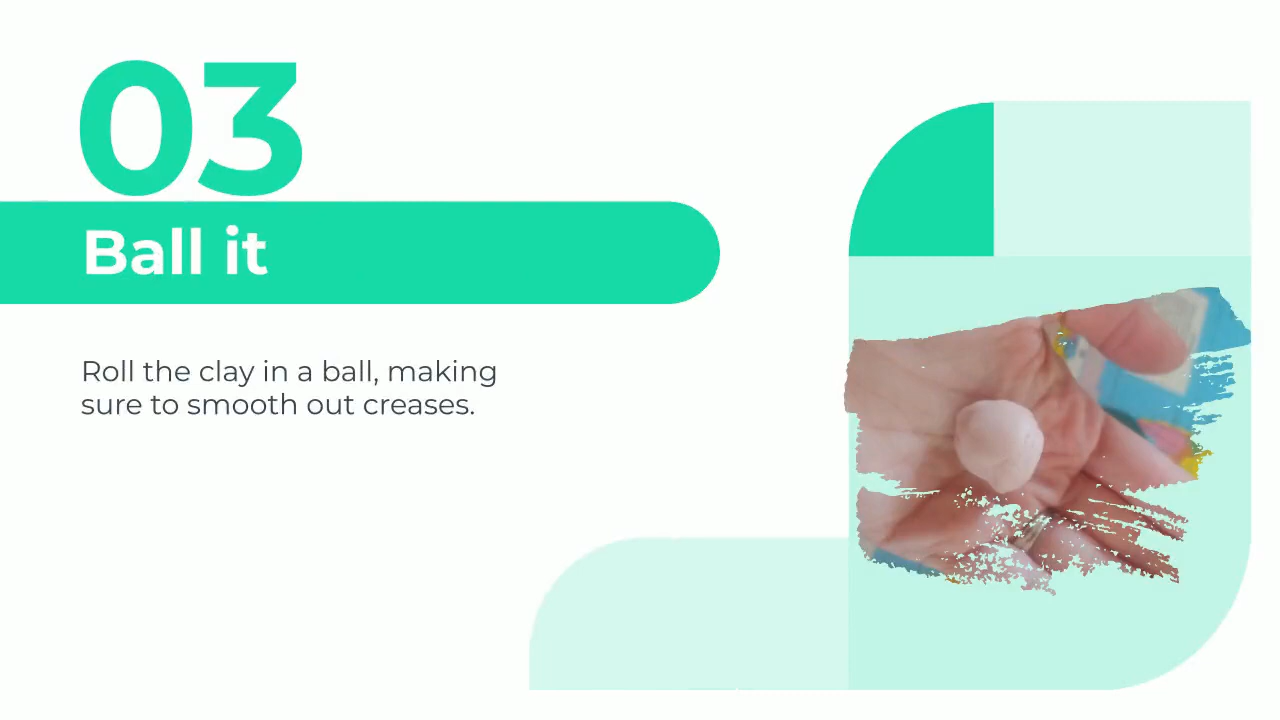 03
Ball it
Roll the clay in a ball, making
sure to smooth out creases.